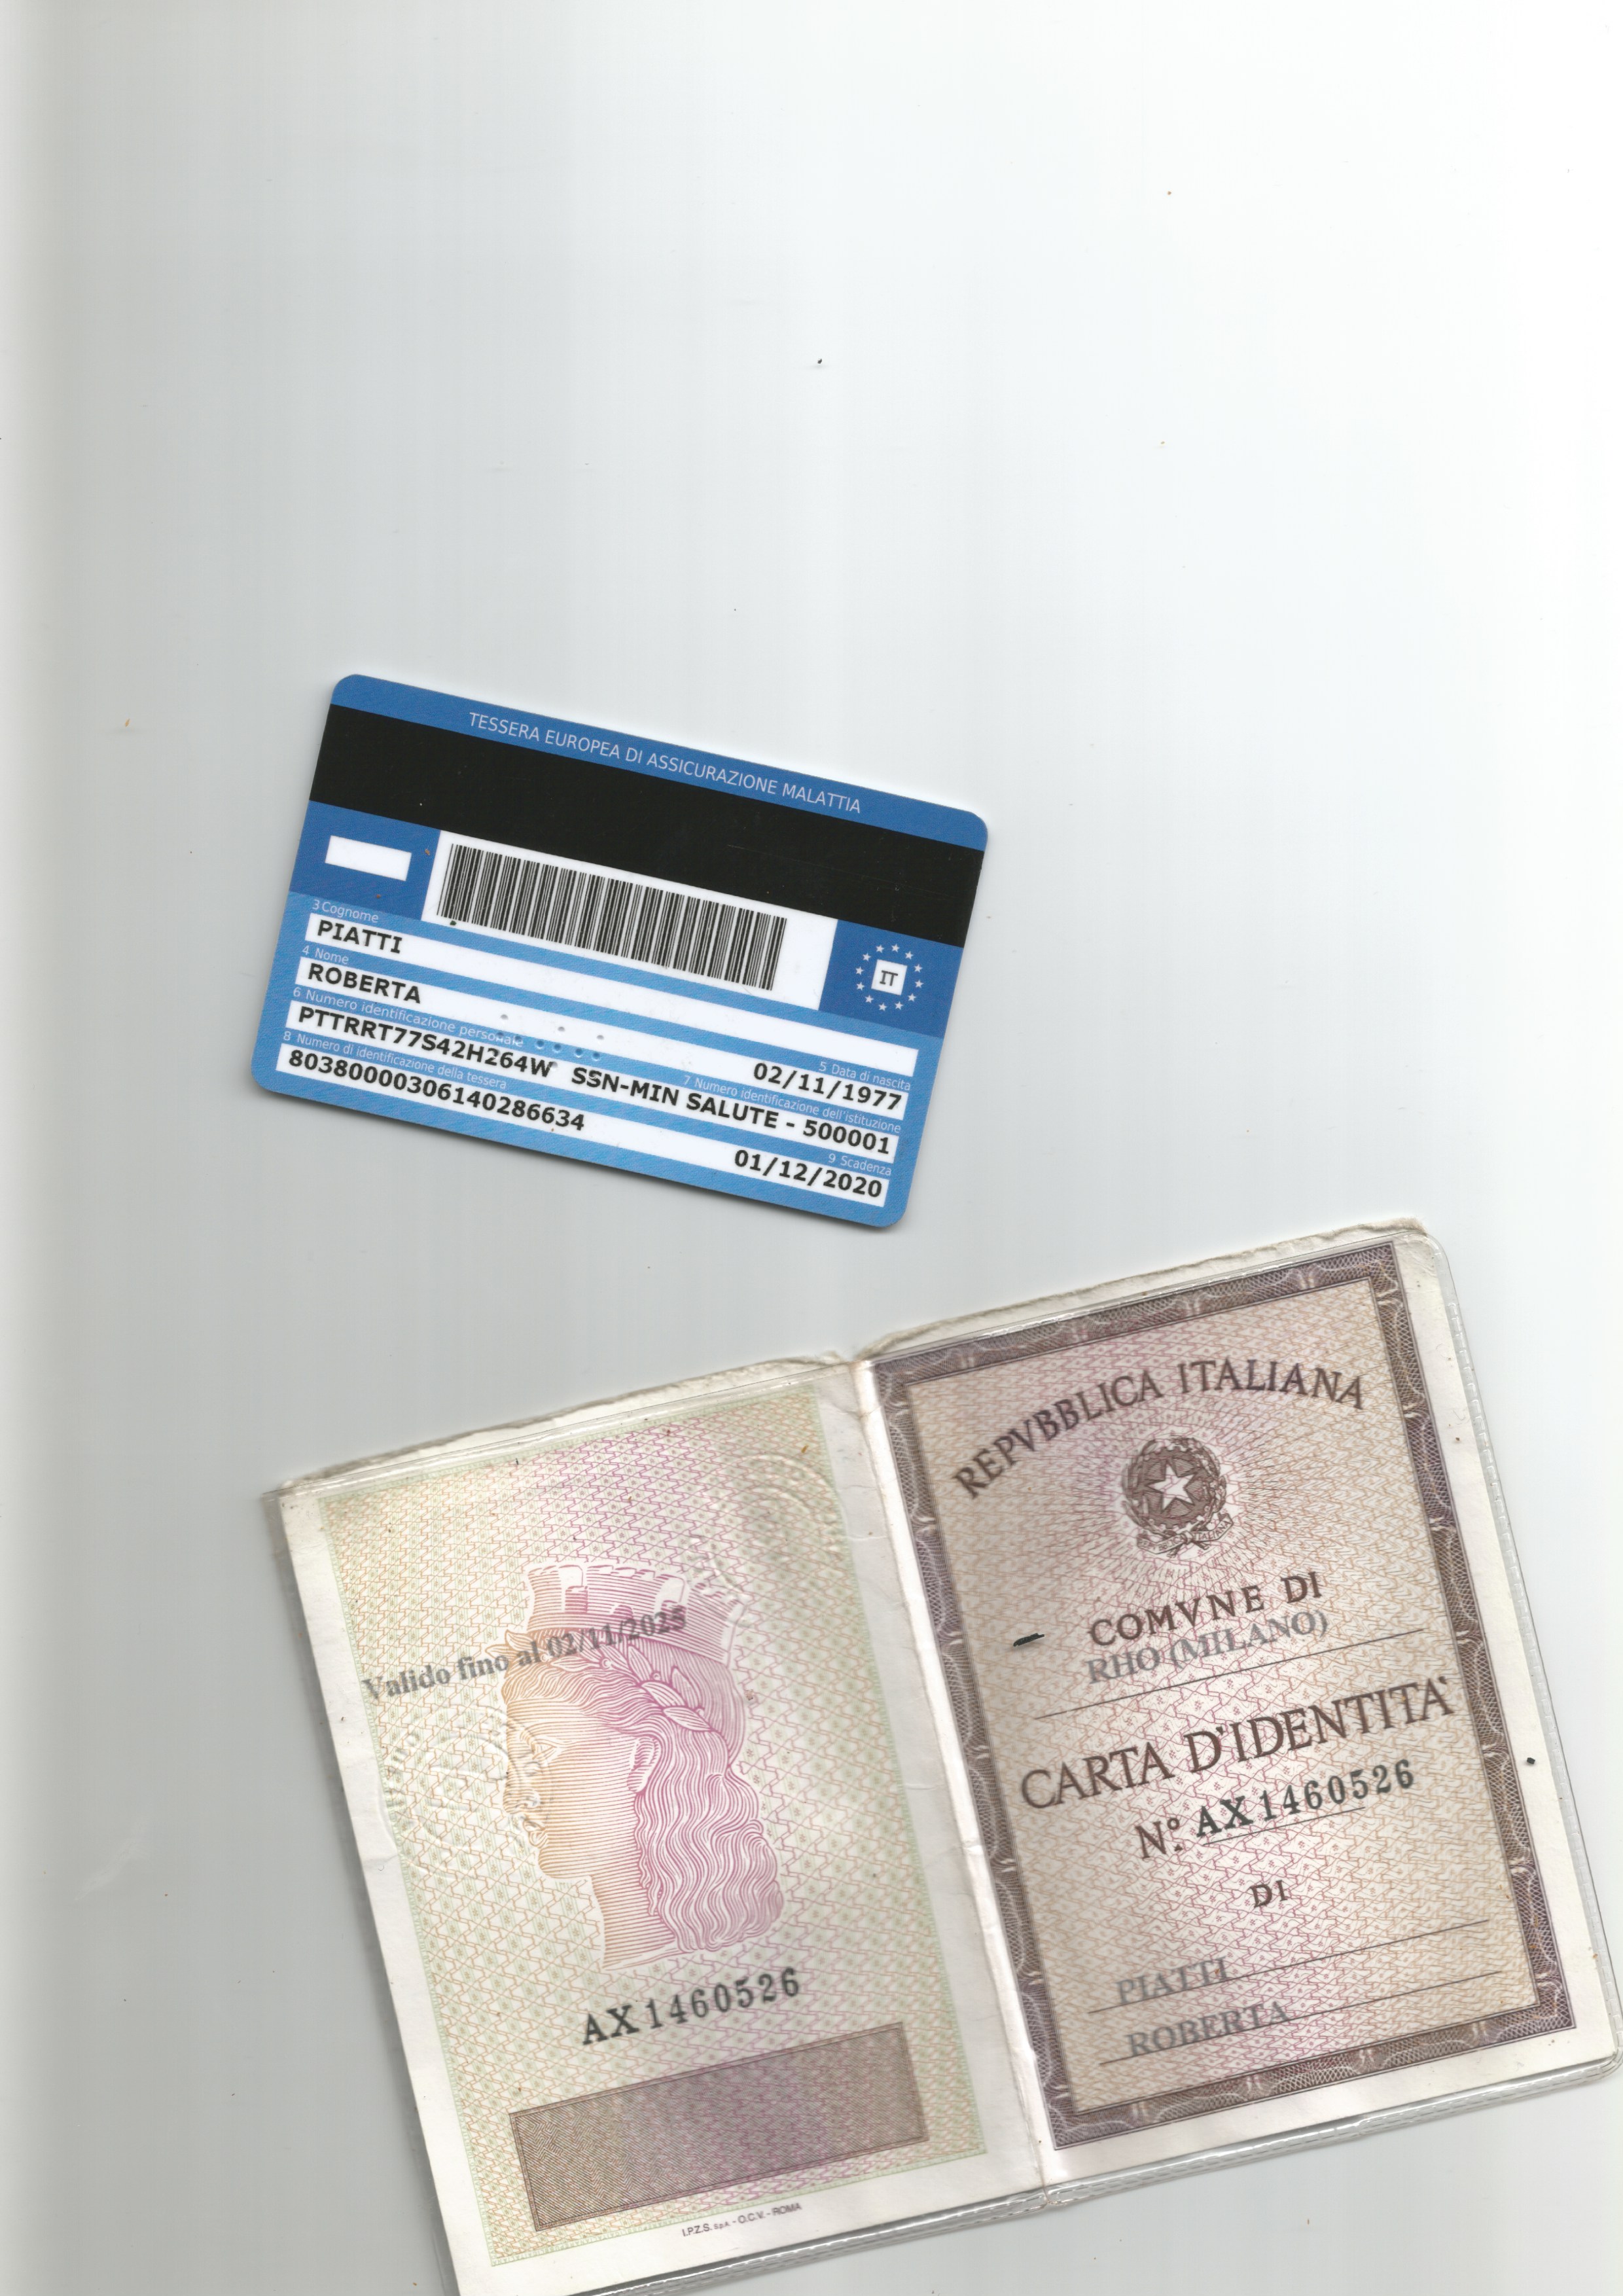 TESSERA EUROPEA DI ASSICURAZIONE MALATTIA
IT
3 Cognome
PIATTI
4 Nome
ROBERTA
5 Data di nascita
02/11/1977
6 Numero identificazione personale
PTTRRT77S42H264W
7 Numero identificazione dell'istituzione
SSN-MIN SALUTE - 500001
8 Numero di identificazione della tessera
80380000306140286634
9 Scadenza
01/12/2020
Valido fino al 02/11/2025
AX1460526
I.P.Z.S. S.p.A. - O.C.V. - ROMA
REPVBBLICA ITALIANA
COMVNE DI
RHO (MILANO)
CARTA D'IDENTITA'
N°. AX1460526
DI
PIATTI
ROBERTA